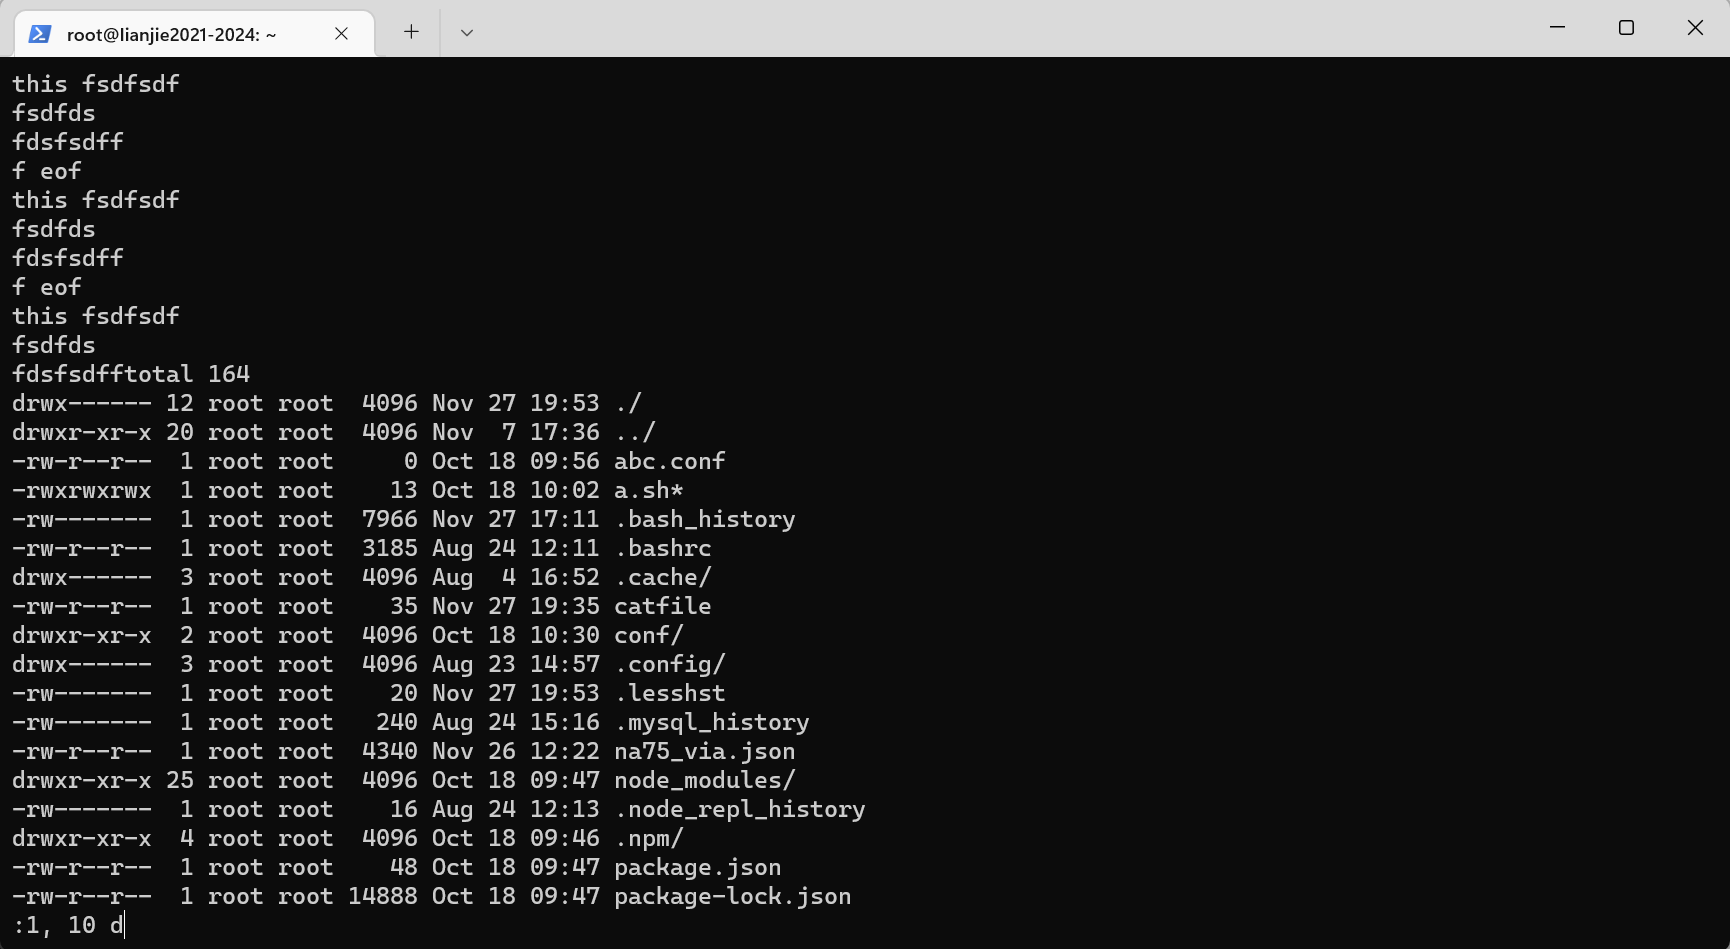 root@lianjie2021-2024: ~
this fsdfsdf
fsdfds
fdsfsdff
f eof
this fsdfsdf
fsdfds
fdsfsdff
f eof
this fsdfsdf
fsdfds
fdsfsdfftotal 164
drwx------ 12 root root  4096 Nov 27 19:53 ./
drwxr-xr-x 20 root root  4096 Nov  7 17:36 ../
-rw-r--r--  1 root root     0 Oct 18 09:56 abc.conf
-rwxrwxrwx  1 root root    13 Oct 18 10:02 a.sh*
-rw-------  1 root root  7966 Nov 27 17:11 .bash_history
-rw-r--r--  1 root root  3185 Aug 24 12:11 .bashrc
drwx------  3 root root  4096 Aug  4 16:52 .cache/
-rw-r--r--  1 root root    35 Nov 27 19:35 catfile
drwxr-xr-x  2 root root  4096 Oct 18 10:30 conf/
drwx------  3 root root  4096 Aug 23 14:57 .config/
-rw-------  1 root root    20 Nov 27 19:53 .lesshst
-rw-------  1 root root   240 Aug 24 15:16 .mysql_history
-rw-r--r--  1 root root  4340 Nov 26 12:22 na75_via.json
drwxr-xr-x 25 root root  4096 Oct 18 09:47 node_modules/
-rw-------  1 root root    16 Aug 24 12:13 .node_repl_history
drwxr-xr-x  4 root root  4096 Oct 18 09:46 .npm/
-rw-r--r--  1 root root    48 Oct 18 09:47 package.json
-rw-r--r--  1 root root 14888 Oct 18 09:47 package-lock.json
:1, 10 d